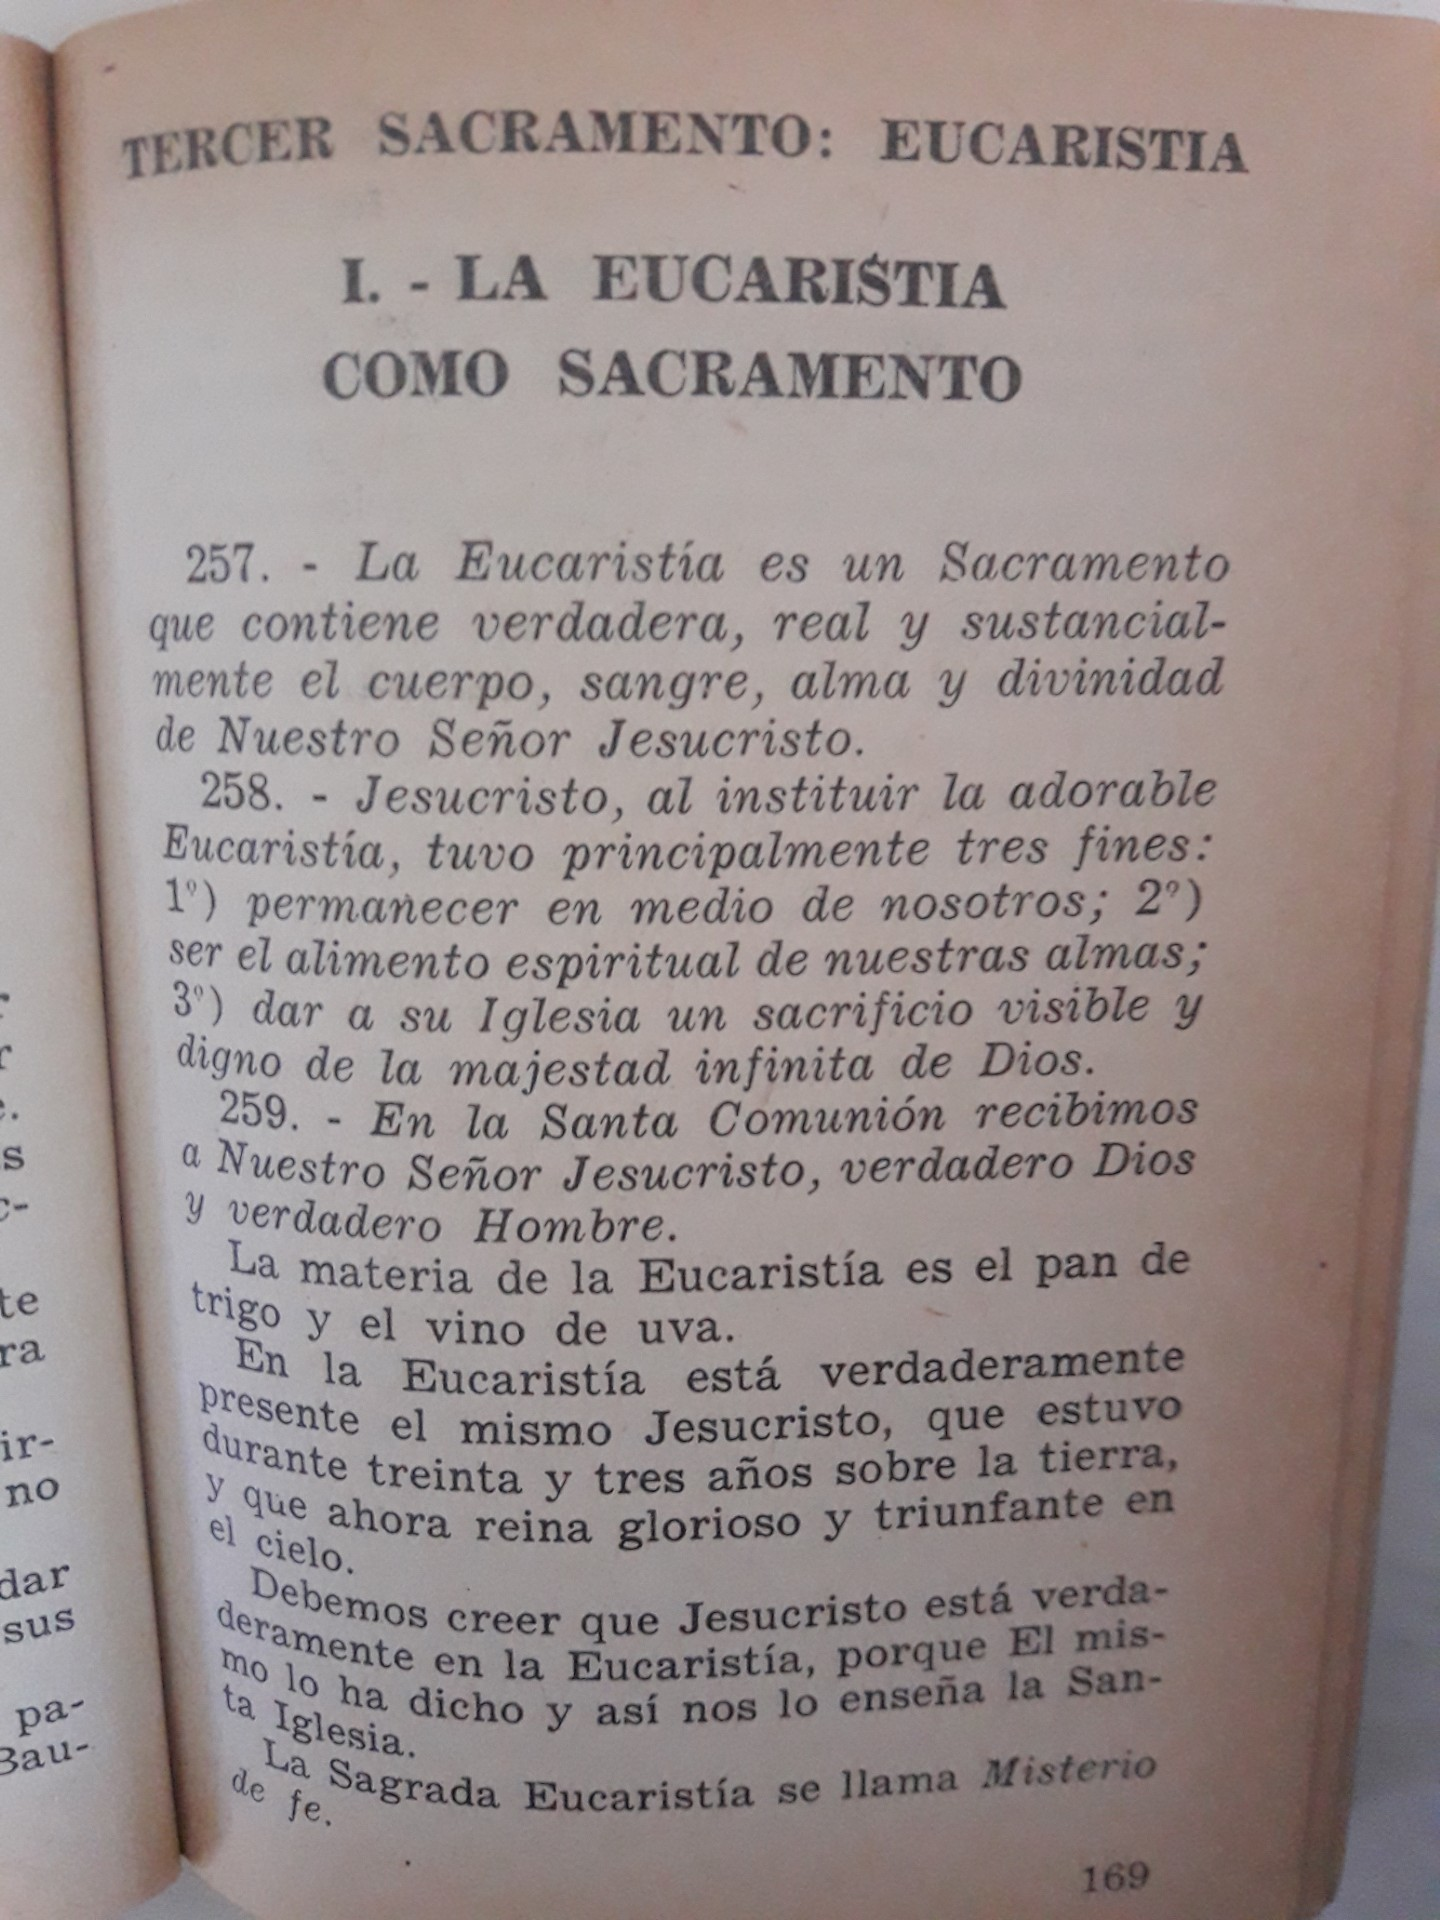 TERCER SACRAMENTO: EUCARISTIA
I. - LA EUCARISTIA
COMO SACRAMENTO
257. - La Eucaristía es un Sacramento
que contiene verdadera, real y sustancial-
mente el cuerpo, sangre, alma y divinidad
de Nuestro Señor Jesucristo.
258. - Jesucristo, al instituir la adorable
Eucaristía, tuvo principalmente tres fines:
1º) permanecer en medio de nosotros; 2º)
ser el alimento espiritual de nuestras almas;
3º) dar a su Iglesia un sacrificio visible y
digno de la majestad infinita de Dios.
259. - En la Santa Comunión recibimos
a Nuestro Señor Jesucristo, verdadero Dios
y verdadero Hombre.
La materia de la Eucaristía es el pan de
trigo y el vino de uva.
En la Eucaristía está verdaderamente
presente el mismo Jesucristo, que estuvo
durante treinta y tres años sobre la tierra,
y que ahora reina glorioso y triunfante en
el cielo.
Debemos creer que Jesucristo está verda-
deramente en la Eucaristía, porque El mis-
mo lo ha dicho y así nos lo enseña la San-
ta Iglesia.
La Sagrada Eucaristía se llama Misterio
de fe.
169